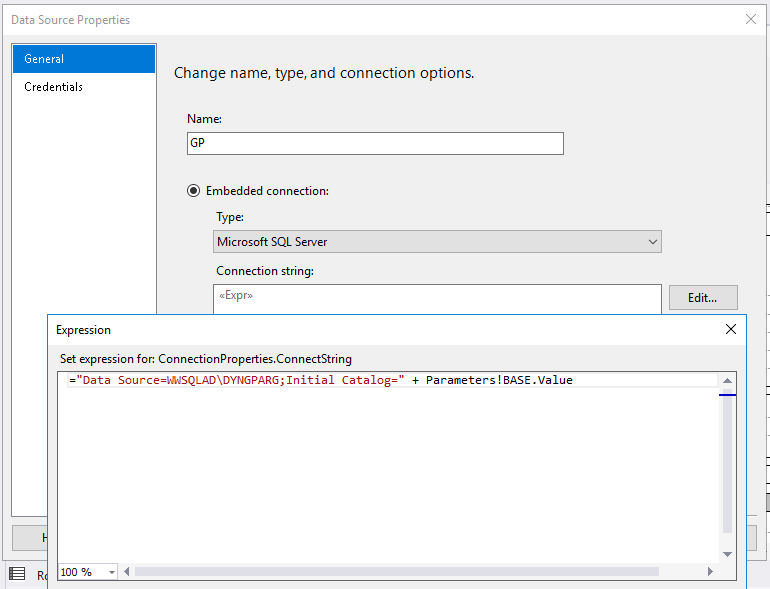 Data Source Properties
General
Credentials
Change name, type, and connection options.
Name:
GP
Embedded connection:
Type:
Microsoft SQL Server
Connection string:
«Expr»
Edit...
Expression
Set expression for: ConnectionProperties.ConnectString
="Data Source=WWSQLAD\DYNGPARG;Initial Catalog=" + Parameters!BASE.Value
100 %